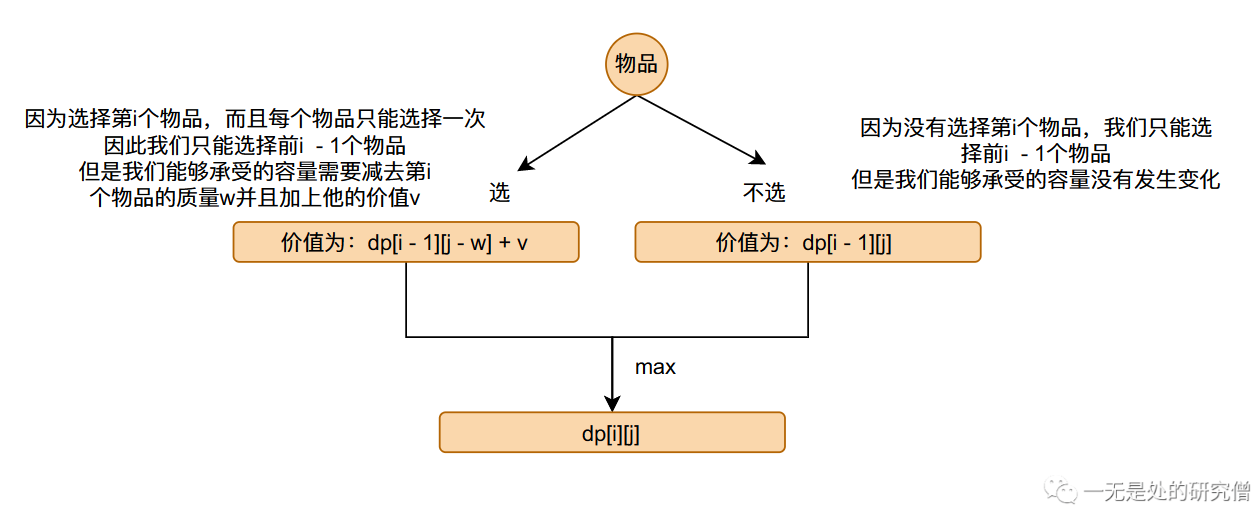 物品
因为选择第i个物品，而且每个物品只能选择一次
因此我们只能选择前i - 1个物品
但是我们能够承受的容量需要减去第i
个物品的质量w并且加上他的价值v
因为没有选择第i个物品，我们只能选
择前i - 1个物品
但是我们能够承受的容量没有发生变化
选
不选
价值为：dp[i - 1][j - w] + v
价值为：dp[i - 1][j]
max
dp[i][j]
一无是处的研究僧